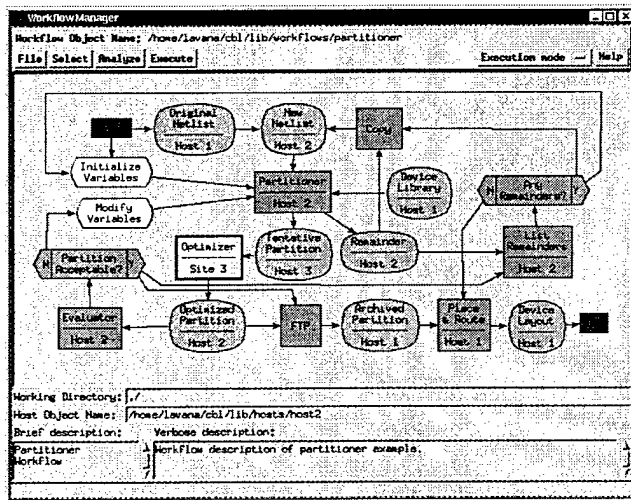 WorkflowManager
Workflow Object Name: /home/lavana/cbl/lib/workflows/partitioner
File Select Analyze Execute Execution mode Help
Original Netlist
Host 1
New Netlist
Host 2
Copy
Initialize Variables
Partitioner
Host 2
Device Library
Host 1
N Any Remainders? Y
Modify Variables
Optimizer
Site 3
Tentative Partition
Host 3
Remainder
Host 2
List Remainders
Host 2
N Partition Acceptable? Y
Evaluator
Host 2
Optimized Partition
Host 2
FTP
Archived Partition
Host 1
Place & Route
Host 1
Device Layout
Host 1
Working Directory: ./
Host Object Name: /home/lavana/cbl/lib/hosts/host2
Brief description: Verbose description:
Partitioner Workflow
Workflow description of partitioner example.